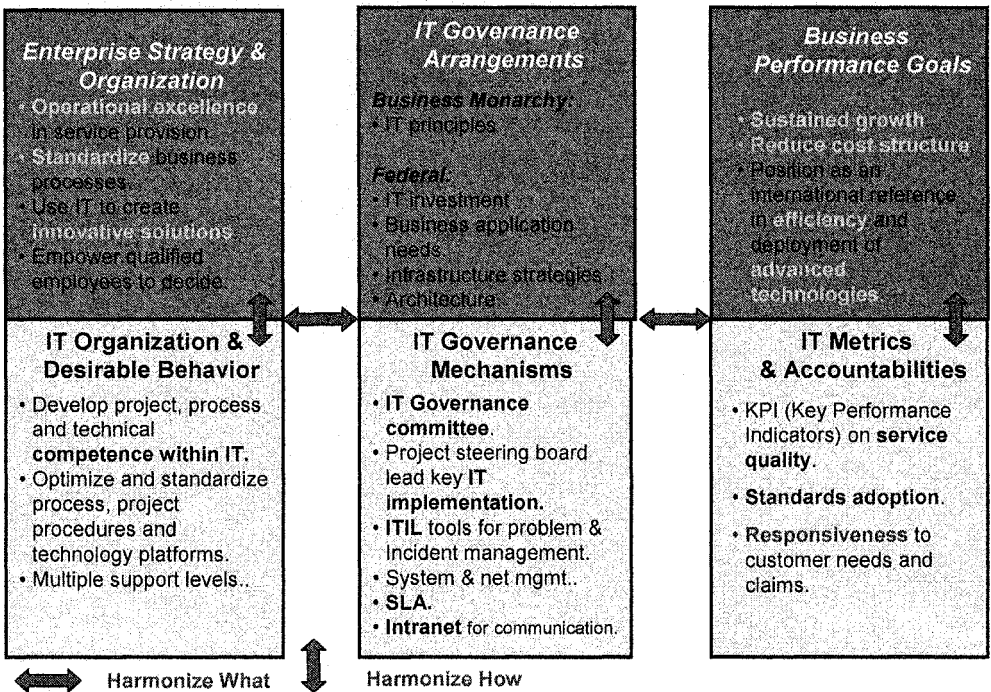 Enterprise Strategy &
Organization
• Operational excellence
in service provision.
• Standardize business
processes.
• Use IT to create
innovative solutions
• Empower qualified
employees to decide.
IT Governance
Arrangements
Business Monarchy:
• IT principles
Federal:
• IT investment
• Business application
needs
• Infrastructure strategies
• Architeclure
Business
Performance Goals
• Sustained growth
• Reduce cost structure
• Position as an
international reference
in efficiency and
deployment of
advanced
technologies
IT Organization &
Desirable Behavior
• Develop project, process
and technical
competence within IT.
• Optimize and standardize
process, project
procedures and
technology platforms.
• Multiple support levels..
IT Governance
Mechanisms
• IT Governance
committee.
• Project steering board
lead key IT
implementation.
• ITIL tools for problem &
Incident management.
• System & net mgmt..
• SLA.
• Intranet for communication.
IT Metrics
& Accountabilities
• KPI (Key Performance
Indicators) on service
quality.
• Standards adoption.
• Responsiveness to
customer needs and
claims.
Harmonize What
Harmonize How